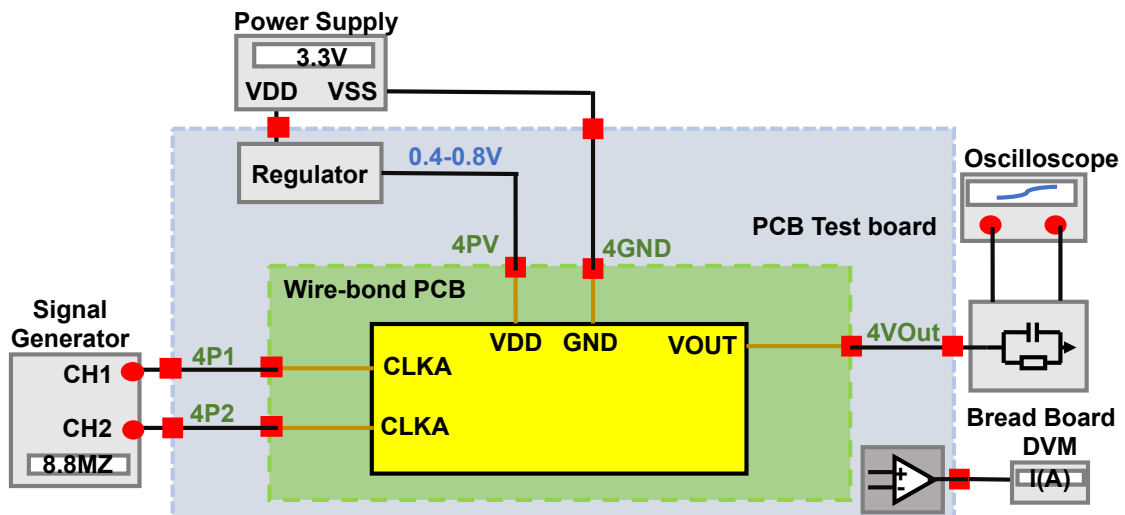 Power Supply
3.3V
VDD VSS
Regulator
0.4-0.8V
Oscilloscope
PCB Test board
4PV
4GND
Wire-bond PCB
Signal
Generator
CH1
4P1
CLKA
VDD GND
VOUT
4VOut
CH2
4P2
CLKA
8.8MZ
Bread Board
DVM
I(A)